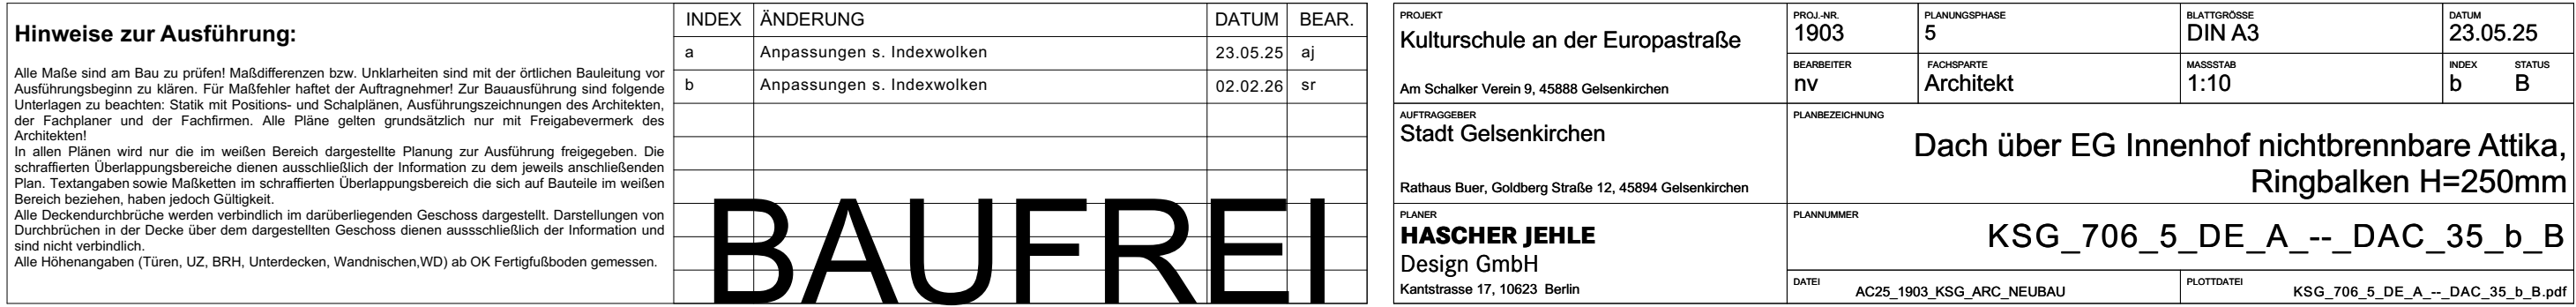 Hinweise zur Ausführung:
Alle Maße sind am Bau zu prüfen! Maßdifferenzen bzw. Unklarheiten sind mit der örtlichen Bauleitung vor
Ausführungsbeginn zu klären. Für Maßfehler haftet der Auftragnehmer! Zur Bauausführung sind folgende
Unterlagen zu beachten: Statik mit Positions- und Schalplänen, Ausführungszeichnungen des Architekten,
der Fachplaner und der Fachfirmen. Alle Pläne gelten grundsätzlich nur mit Freigabevermerk des
Architekten!
In allen Plänen wird nur die im weißen Bereich dargestellte Planung zur Ausführung freigegeben. Die
schraffierten Überlappungsbereiche dienen ausschließlich der Information zu dem jeweils anschließenden
Plan. Textangaben sowie Maßketten im schraffierten Überlappungsbereich die sich auf Bauteile im weißen
Bereich beziehen, haben jedoch Gültigkeit.
Alle Deckendurchbrüche werden verbindlich im darüberliegenden Geschoss dargestellt. Darstellungen von
Durchbrüchen in der Decke über dem dargestellten Geschoss dienen aussschließlich der Information und
sind nicht verbindlich.
Alle Höhenangaben (Türen, UZ, BRH, Unterdecken, Wandnischen,WD) ab OK Fertigfußboden gemessen.
INDEX ÄNDERUNG DATUM BEAR.
a Anpassungen s. Indexwolken 23.05.25 aj
b Anpassungen s. Indexwolken 02.02.26 sr
BAUFREI
PROJEKT
Kulturschule an der Europastraße
Am Schalker Verein 9, 45888 Gelsenkirchen
AUFTRAGGEBER
Stadt Gelsenkirchen
Rathaus Buer, Goldberg Straße 12, 45894 Gelsenkirchen
PLANER
HASCHER JEHLE
Design GmbH
Kantstrasse 17, 10623 Berlin
PROJ.-NR. PLANUNGSPHASE BLATTGRÖSSE DATUM
1903 5 DIN A3 23.05.25
BEARBEITER FACHSPARTE MASSSTAB INDEX STATUS
nv Architekt 1:10 b B
PLANBEZEICHNUNG
Dach über EG Innenhof nichtbrennbare Attika,
Ringbalken H=250mm
PLANNUMMER
KSG_706_5_DE_A_--_DAC_35_b_B
DATEI AC25_1903_KSG_ARC_NEUBAU PLOTTDATEI KSG_706_5_DE_A_--_DAC_35_b_B.pdf